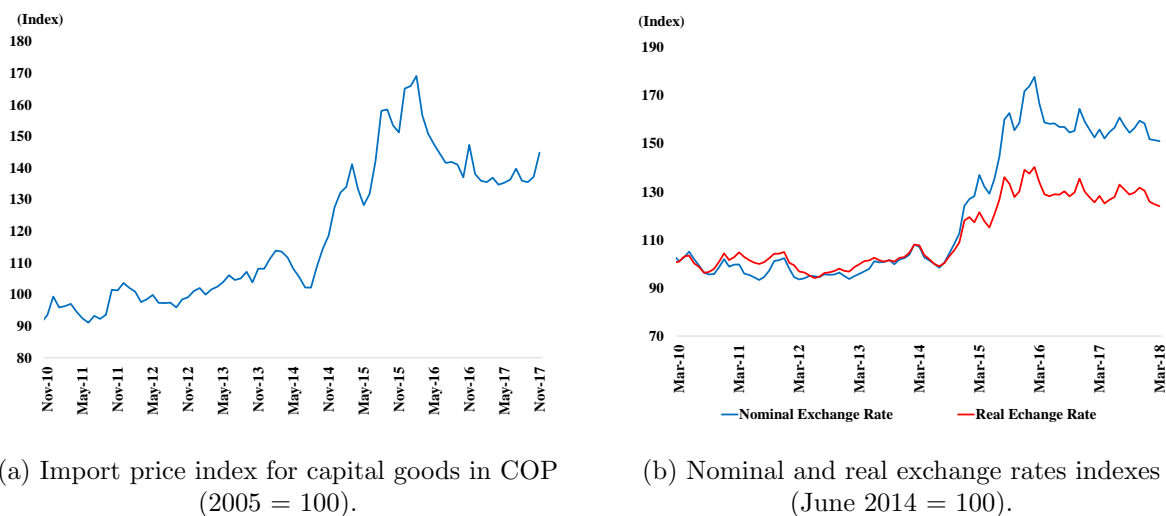 (Index)
180
170
160
150
140
130
120
110
100
90
80
Nov-10
May-11
Nov-11
May-12
Nov-12
May-13
Nov-13
May-14
Nov-14
May-15
Nov-15
May-16
Nov-16
May-17
Nov-17
(a) Import price index for capital goods in COP
(2005 = 100).
(Index)
190
170
150
130
110
90
70
Mar-10
Mar-11
Mar-12
Mar-13
Mar-14
Mar-15
Mar-16
Mar-17
Mar-18
Nominal Exchange Rate
Real Echange Rate
(b) Nominal and real exchange rates indexes
(June 2014 = 100).